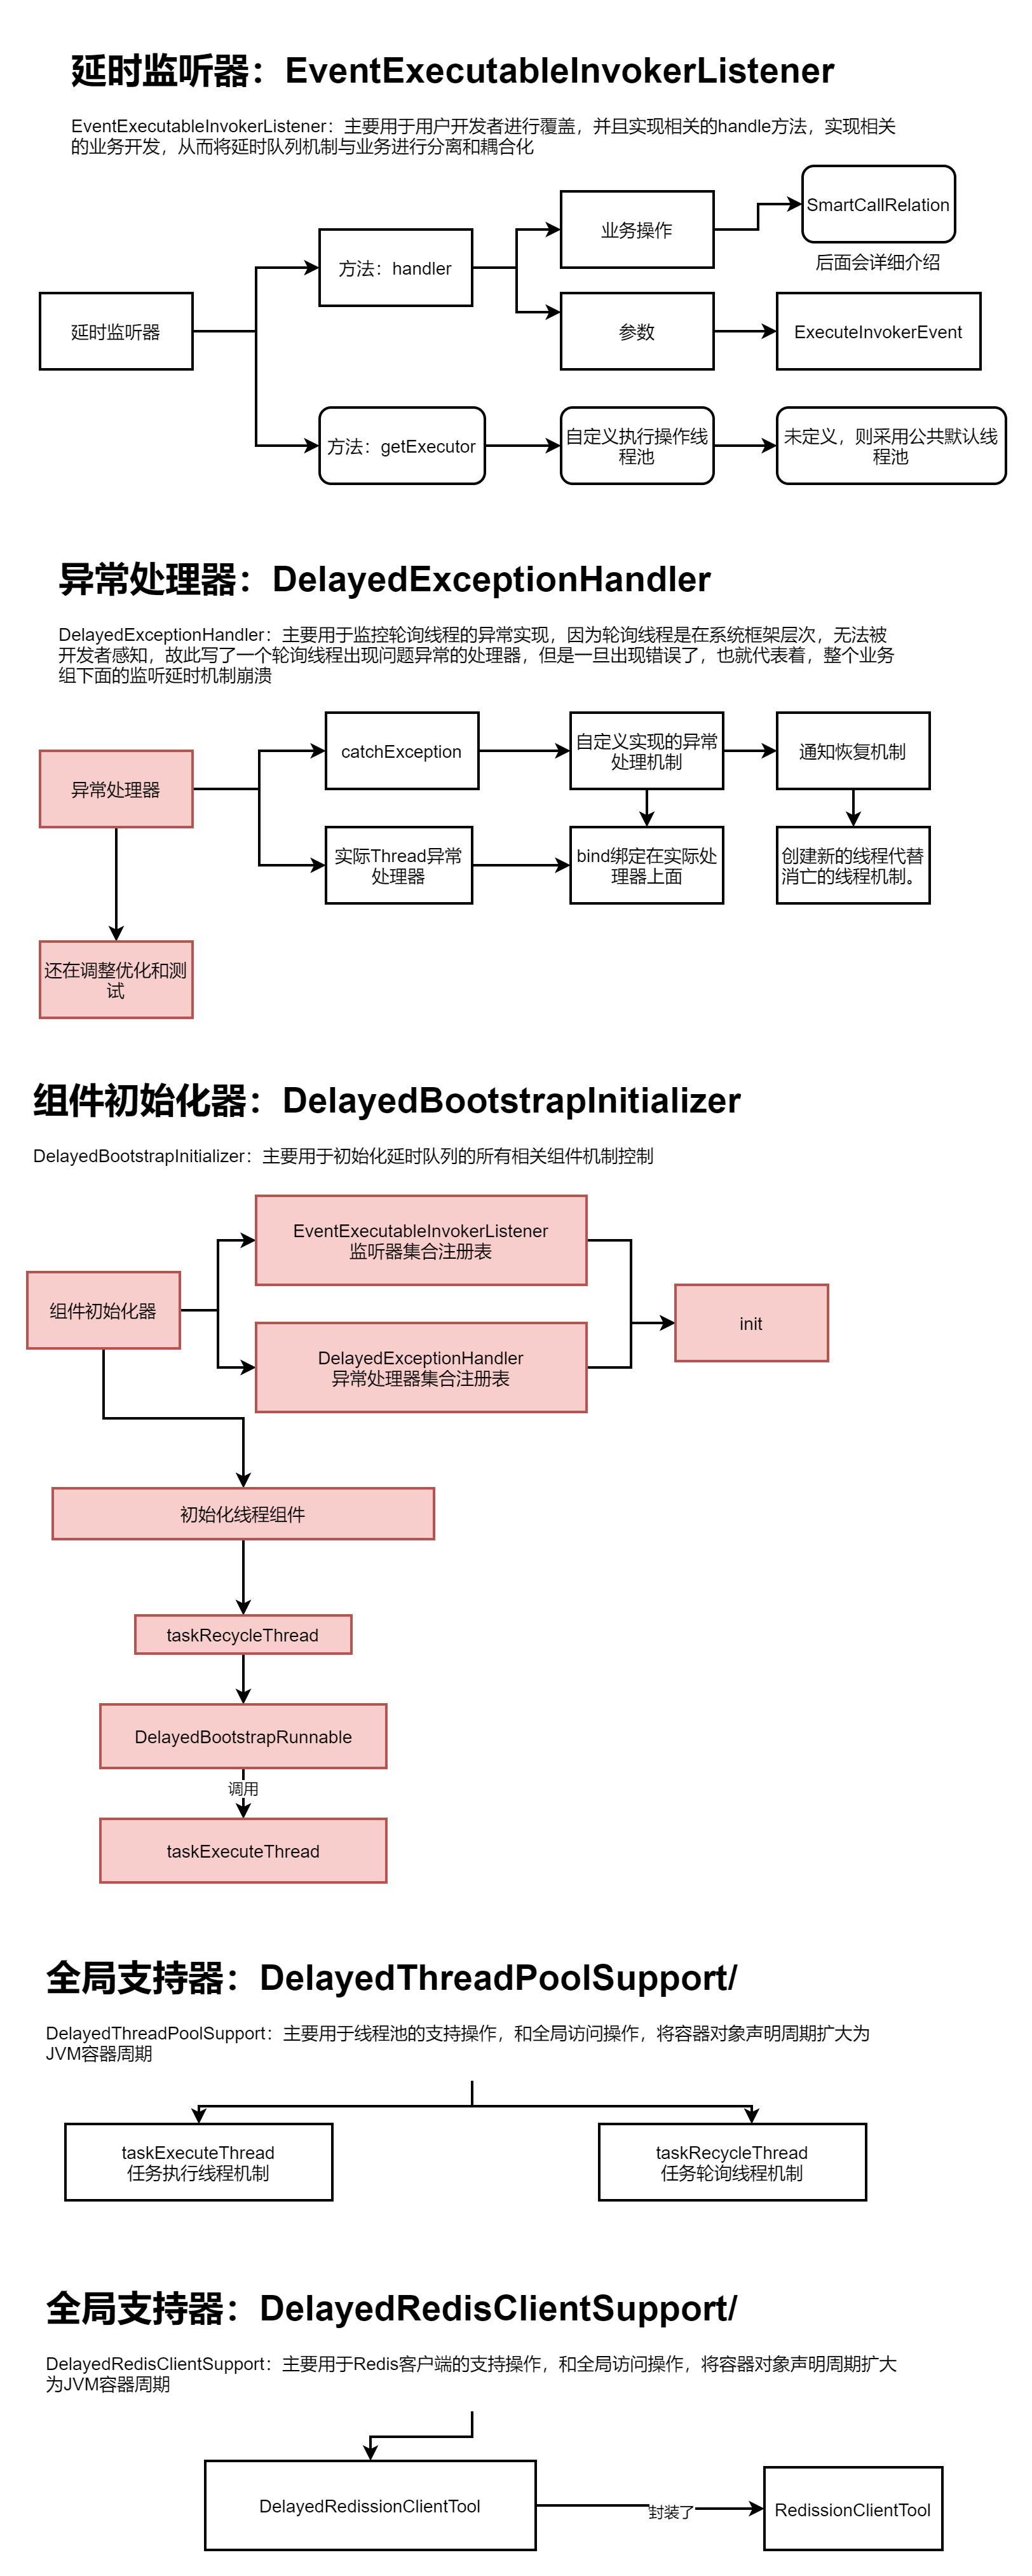 延时监听器：EventExecutableInvokerListener
EventExecutableInvokerListener：主要用于用户开发者进行覆盖，并且实现相关的handle方法，实现相关
的业务开发，从而将延时队列机制与业务进行分离和耦合化
SmartCallRelation
业务操作
后面会详细介绍
方法：handler
延时监听器
参数
ExecuteInvokerEvent
方法：getExecutor
自定义执行操作线
程池
未定义，则采用公共默认线
程池
异常处理器：DelayedExceptionHandler
DelayedExceptionHandler：主要用于监控轮询线程的异常实现，因为轮询线程是在系统框架层次，无法被
开发者感知，故此写了一个轮询线程出现问题异常的处理器，但是一旦出现错误了，也就代表着，整个业务
组下面的监听延时机制崩溃
catchException
自定义实现的异常
处理机制
通知恢复机制
异常处理器
实际Thread异常
处理器
bind绑定在实际处
理器上面
创建新的线程代替
消亡的线程机制。
还在调整优化和测
试
组件初始化器：DelayedBootstrapInitializer
DelayedBootstrapInitializer：主要用于初始化延时队列的所有相关组件机制控制
EventExecutableInvokerListener
监听器集合注册表
组件初始化器
init
DelayedExceptionHandler
异常处理器集合注册表
初始化线程组件
taskRecycleThread
DelayedBootstrapRunnable
调用
taskExecuteThread
全局支持器：DelayedThreadPoolSupport/
DelayedThreadPoolSupport：主要用于线程池的支持操作，和全局访问操作，将容器对象声明周期扩大为
JVM容器周期
taskExecuteThread
任务执行线程机制
taskRecycleThread
任务轮询线程机制
全局支持器：DelayedRedisClientSupport/
DelayedRedisClientSupport：主要用于Redis客户端的支持操作，和全局访问操作，将容器对象声明周期扩大
为JVM容器周期
DelayedRedissionClientTool
封装了
RedissionClientTool